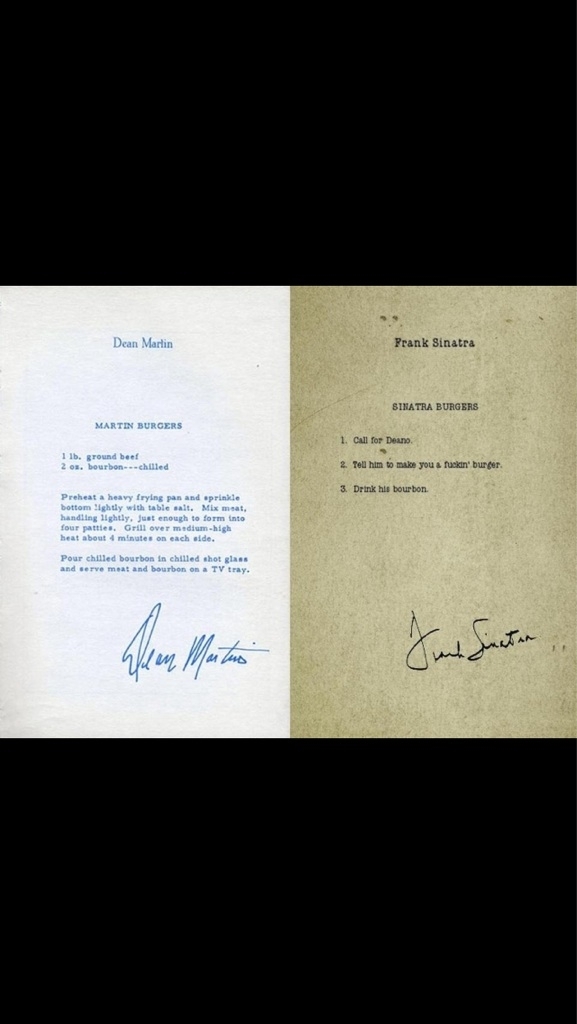 Dean Martin
MARTIN BURGERS
1 lb. ground beef
2 oz. bourbon---chilled
Preheat a heavy frying pan and sprinkle
bottom lightly with table salt. Mix meat,
handling lightly, just enough to form into
four patties. Grill over medium-high
heat about 4 minutes on each side.
Pour chilled bourbon in chilled shot glass
and serve meat and bourbon on a TV tray.
Dean Martin
Frank Sinatra
SINATRA BURGERS
1. Call for Deano.
2. Tell him to make you a fuckin' burger.
3. Drink his bourbon.
Frank Sinatra